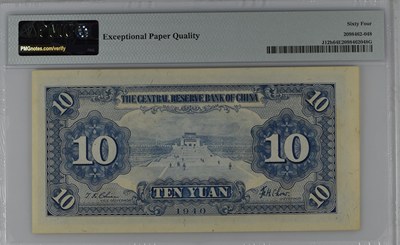 PMG
PMGnotes.com/verify
Exceptional Paper Quality
Sixty Four
10
THE CENTRAL RESERVE BANK OF CHINA
10
10
10
TEN YUAN
1940